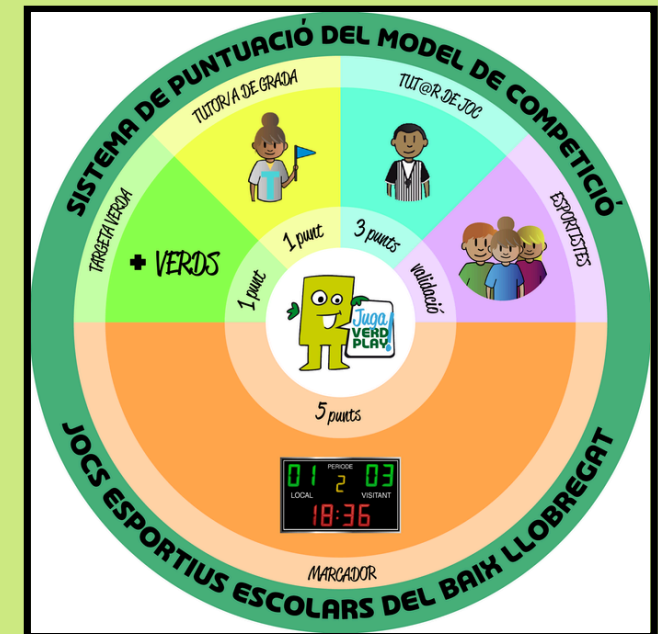 SISTEMA DE PUNTUACIÓ DEL MODEL DE COMPETICIÓ
TARGETA VERDA
TUTOR/A DE GRADA
TUT@R DE JOC
ESPORTISTES
+ VERDS
T
1 punt
1 punt
3 punts
validació
Juga
VERD
PLAY!
5 punts
01 PERIODE 03
LOCAL 2 VISITANT
18:36
MARCADOR
JOCS ESPORTIUS ESCOLARS DEL BAIX LLOBREGAT